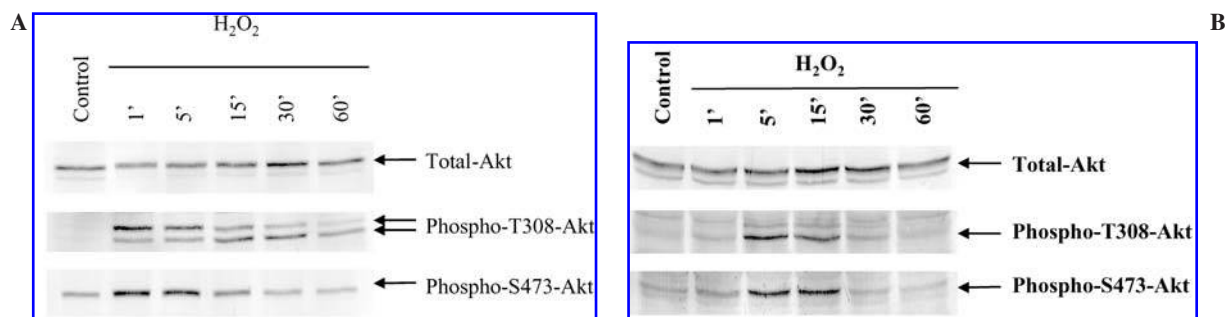 A
H₂O₂
Control
1'
5'
15'
30'
60'
Total-Akt
Phospho-T308-Akt
Phospho-S473-Akt
B
H₂O₂
Control
1'
5'
15'
30'
60'
Total-Akt
Phospho-T308-Akt
Phospho-S473-Akt